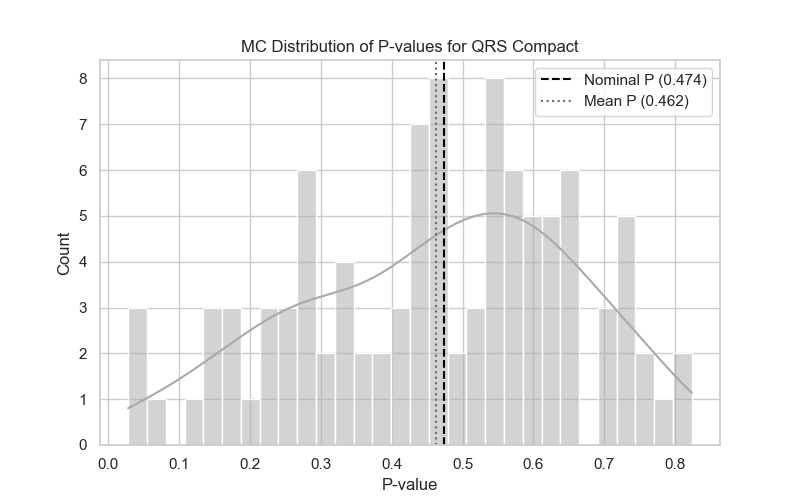 MC Distribution of P-values for QRS Compact
Nominal P (0.474)
Mean P (0.462)
8
7
6
5
4
3
2
1
0
Count
0.0 0.1 0.2 0.3 0.4 0.5 0.6 0.7 0.8
P-value